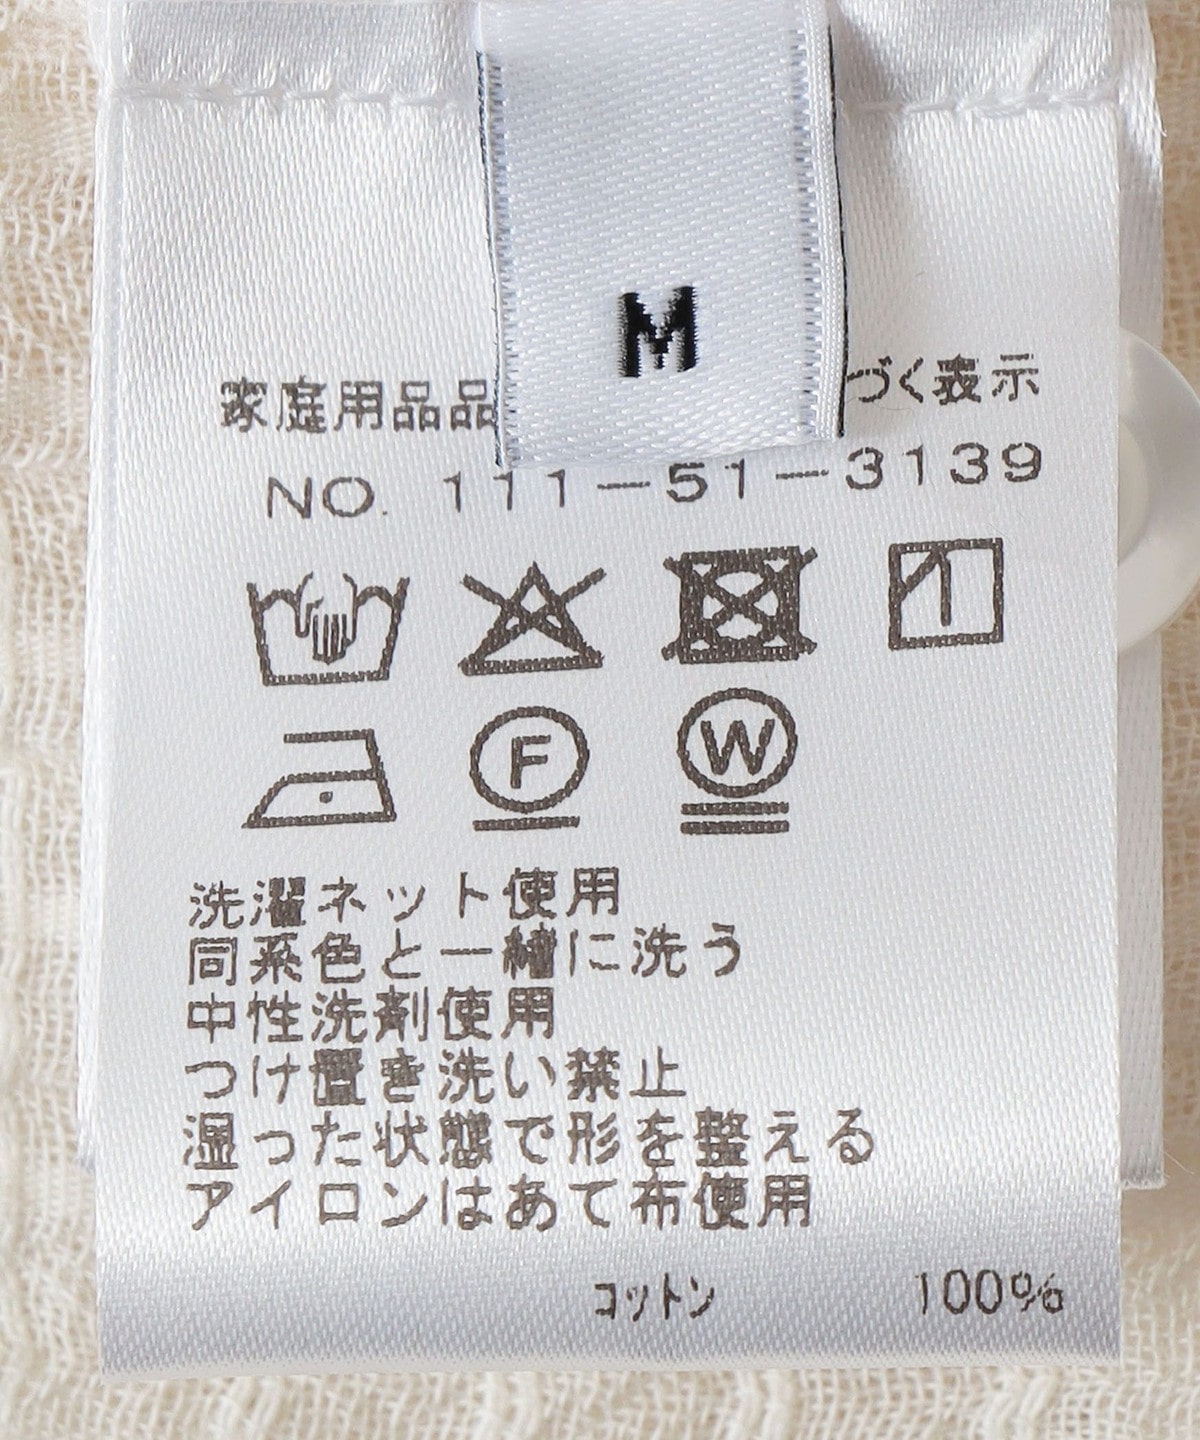 M
家庭用品品 づく表示
NO. 111-51-3139
F W
洗濯ネット使用
同系色と一緒に洗う
中性洗剤使用
つけ置き洗い禁止
湿った状態で形を整える
アイロンはあて布使用
コットン 100%